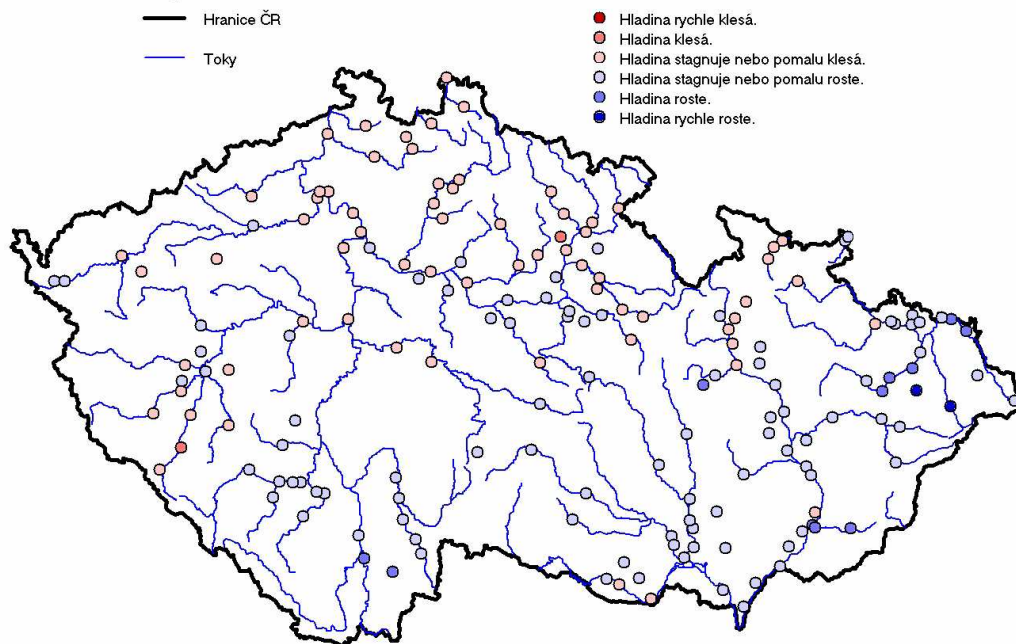 Hranice ČR
Toky
Hladina rychle klesá.
Hladina klesá.
Hladina stagnuje nebo pomalu klesá.
Hladina stagnuje nebo pomalu roste.
Hladina roste.
Hladina rychle roste.